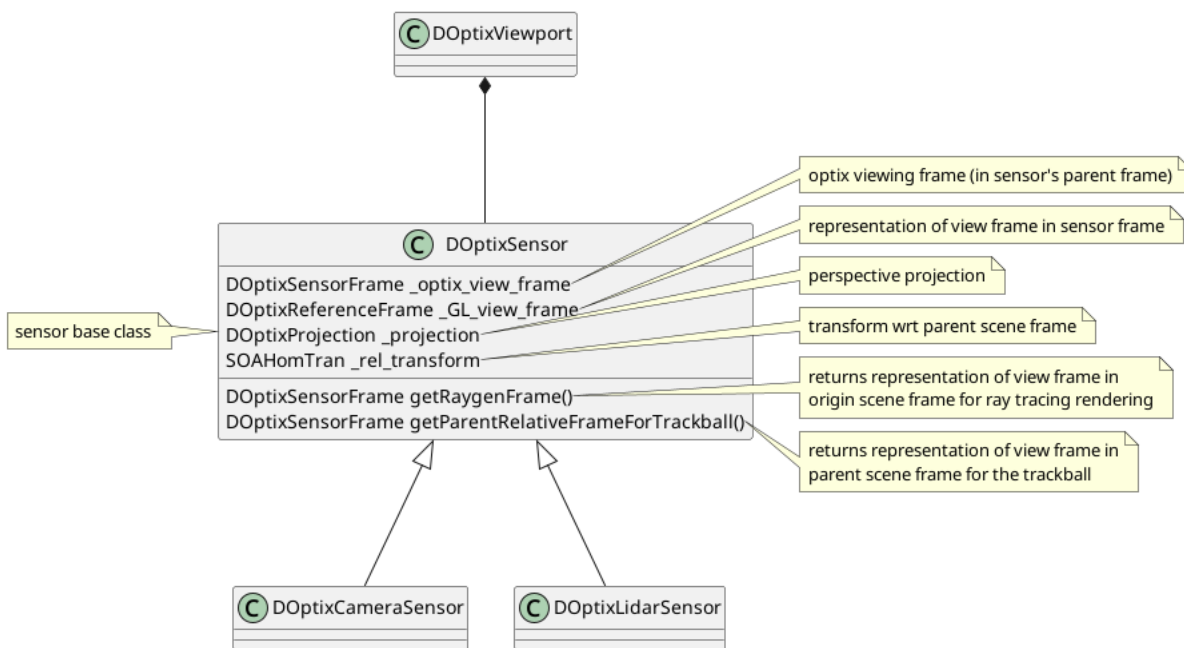 C DOptixViewport
optix viewing frame (in sensor's parent frame)
representation of view frame in sensor frame
C DOptixSensor
perspective projection
DOptixSensorFrame _optix_view_frame
DOptixReferenceFrame _GL_view_frame
DOptixProjection _projection
SOAHomTran _rel_transform
sensor base class
transform wrt parent scene frame
DOptixSensorFrame getRaygenFrame()
DOptixSensorFrame getParentRelativeFrameForTrackball()
returns representation of view frame in
origin scene frame for ray tracing rendering
returns representation of view frame in
parent scene frame for the trackball
C DOptixCameraSensor
C DOptixLidarSensor